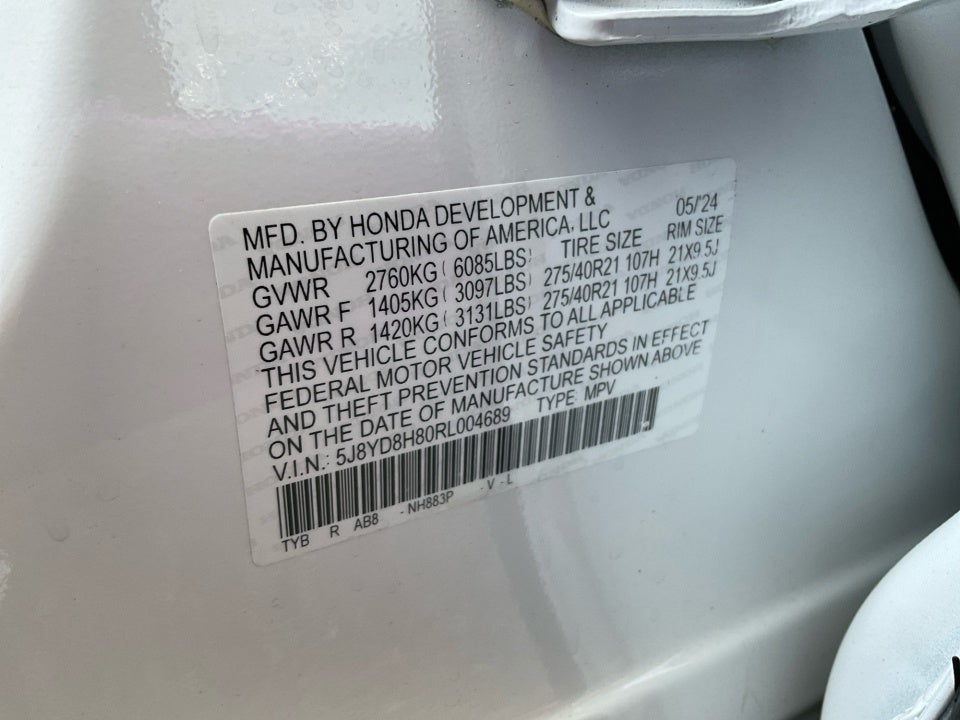 MFD. BY HONDA DEVELOPMENT & 05/'24
MANUFACTURING OF AMERICA, LLC RIM SIZE
GVWR 2760KG ( 6085LBS) TIRE SIZE
GAWR F 1405KG ( 3097LBS) 275/40R21 107H 21X9.5J
GAWR R 1420KG ( 3131LBS) 275/40R21 107H 21X9.5J
THIS VEHICLE CONFORMS TO ALL APPLICABLE
FEDERAL MOTOR VEHICLE SAFETY
AND THEFT PREVENTION STANDARDS IN EFFECT
ON THE DATE OF MANUFACTURE SHOWN ABOVE
V.I.N.: 5J8YD8H80RL004689 TYPE: MPV
TYB R AB8 - NH883P - V - L